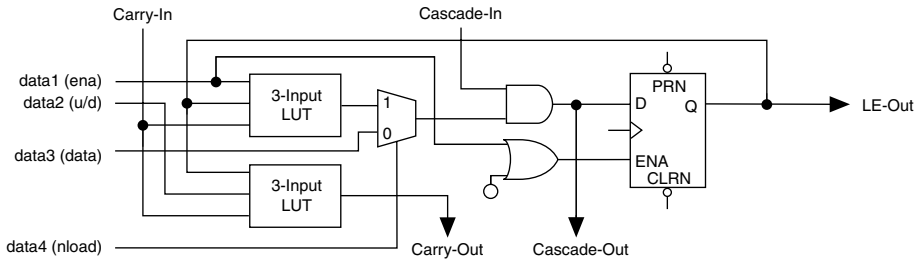 Carry-In
Cascade-In
data1 (ena)
data2 (u/d)
data3 (data)
data4 (nload)
3-Input
LUT
1
0
3-Input
LUT
PRN
D
Q
ENA
CLRN
LE-Out
Carry-Out
Cascade-Out